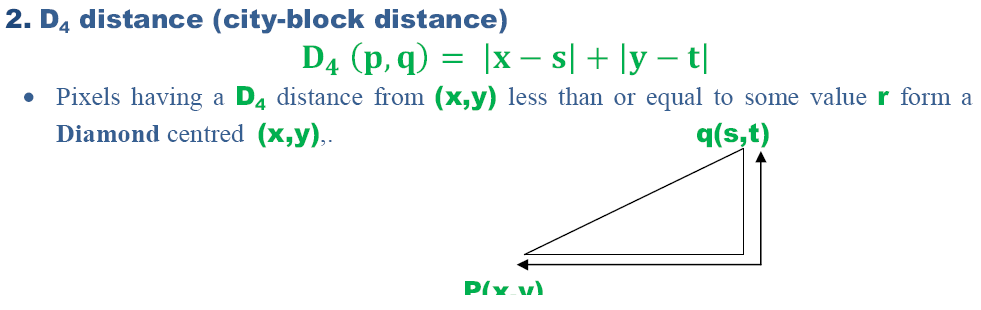 2. D₄ distance (city-block distance)
D₄ (p, q) = |x − s| + |y − t|
• Pixels having a D₄ distance from (x,y) less than or equal to some value r form a
Diamond centred (x,y),.
q(s,t)
P(x,y)